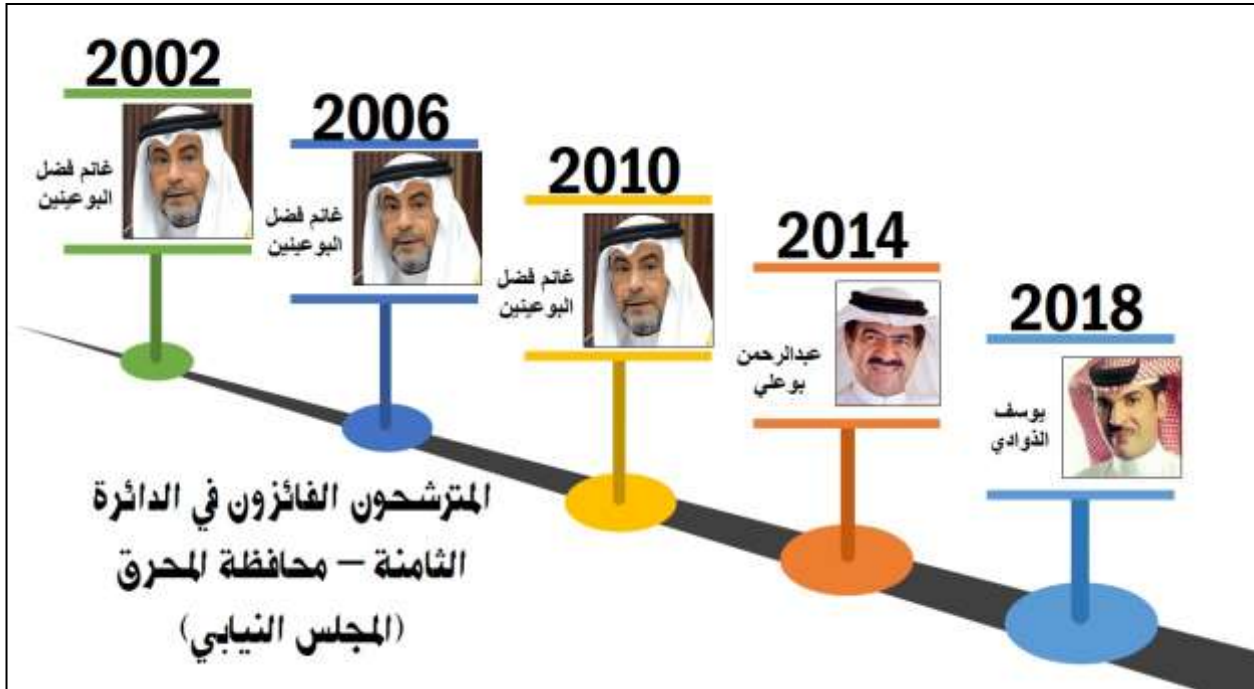 2002
غانم فضل
البوعينين
2006
غانم فضل
البوعينين
2010
غانم فضل
البوعينين
2014
عبدالرحمن
بوعلي
2018
يوسف
الذوادي
المترشحون الفائزون في الدائرة
الثامنة – محافظة المحرق
(المجلس النيابي)